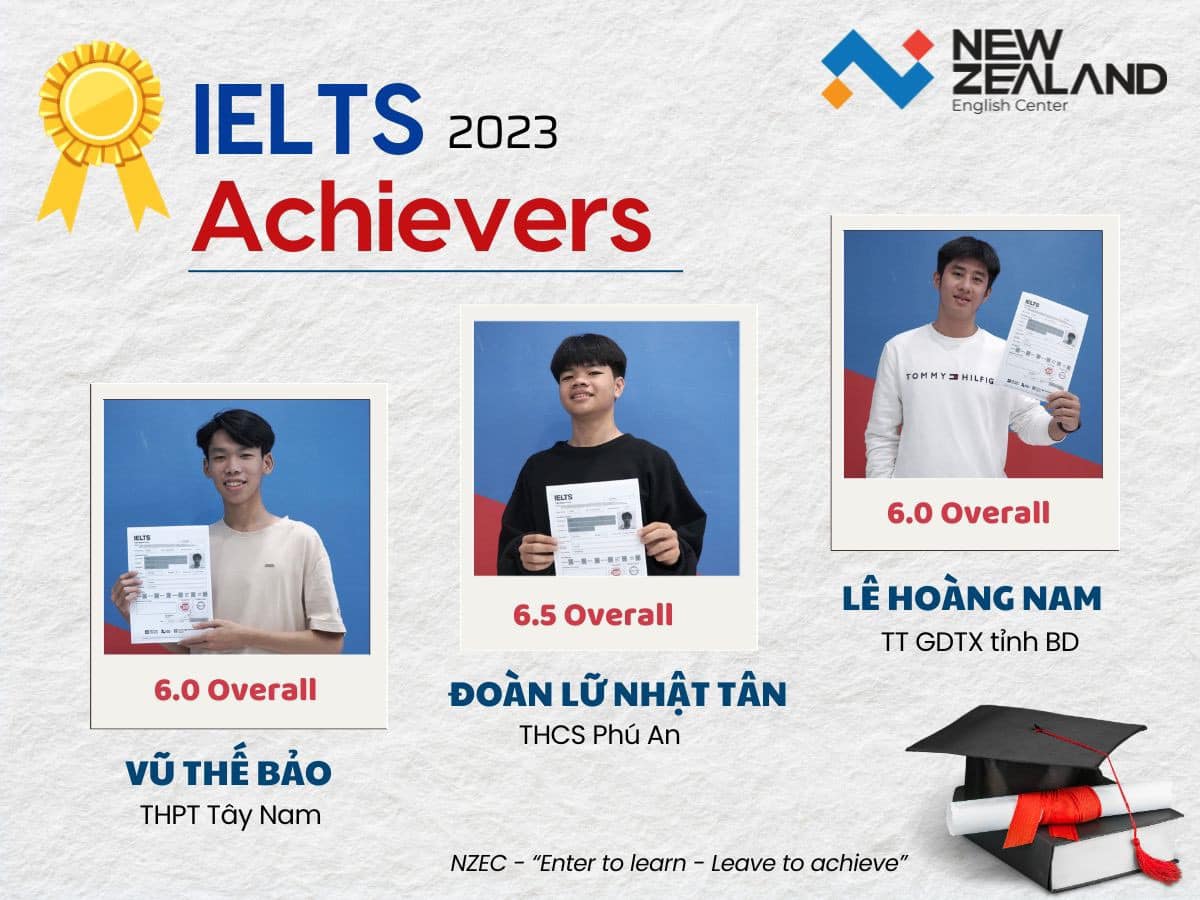 IELTS 2023
Achievers
NEW
ZEALAND
English Center
IELTS
6.0 Overall
VŨ THẾ BẢO
THPT Tây Nam
IELTS
6.5 Overall
ĐOÀN LỮ NHẬT TÂN
THCS Phú An
IELTS
TOMMY HILFIG
6.0 Overall
LÊ HOÀNG NAM
TT GDTX tỉnh BD
NZEC - “Enter to learn - Leave to achieve”